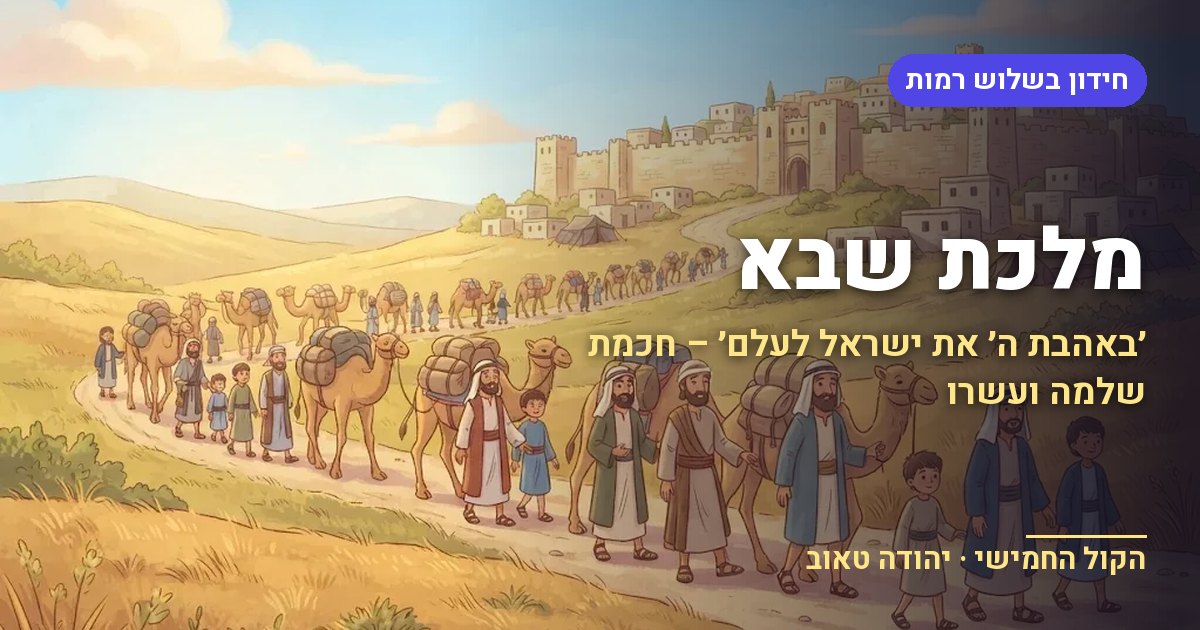 חידון בשלוש רמות
מלכת שבא
׳באהבת ה׳ את ישראל לעלם׳ – חכמת
שלמה ועשרו
הקול החמישי · יהודה טאוב